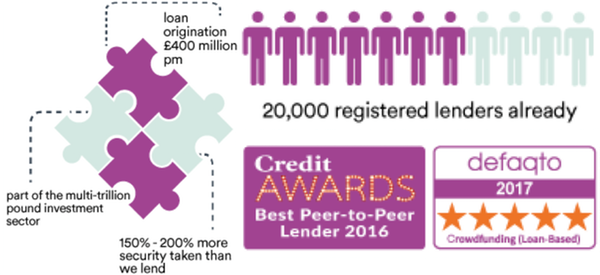 loan
origination
£400 million
pm
20,000 registered lenders already
part of the multi-trillion
pound investment
sector
150% - 200% more
security taken than
we lend
Credit
AWARDS
Best Peer-to-Peer
Lender 2016
defaqto
2017
Crowdfunding (Loan-Based)